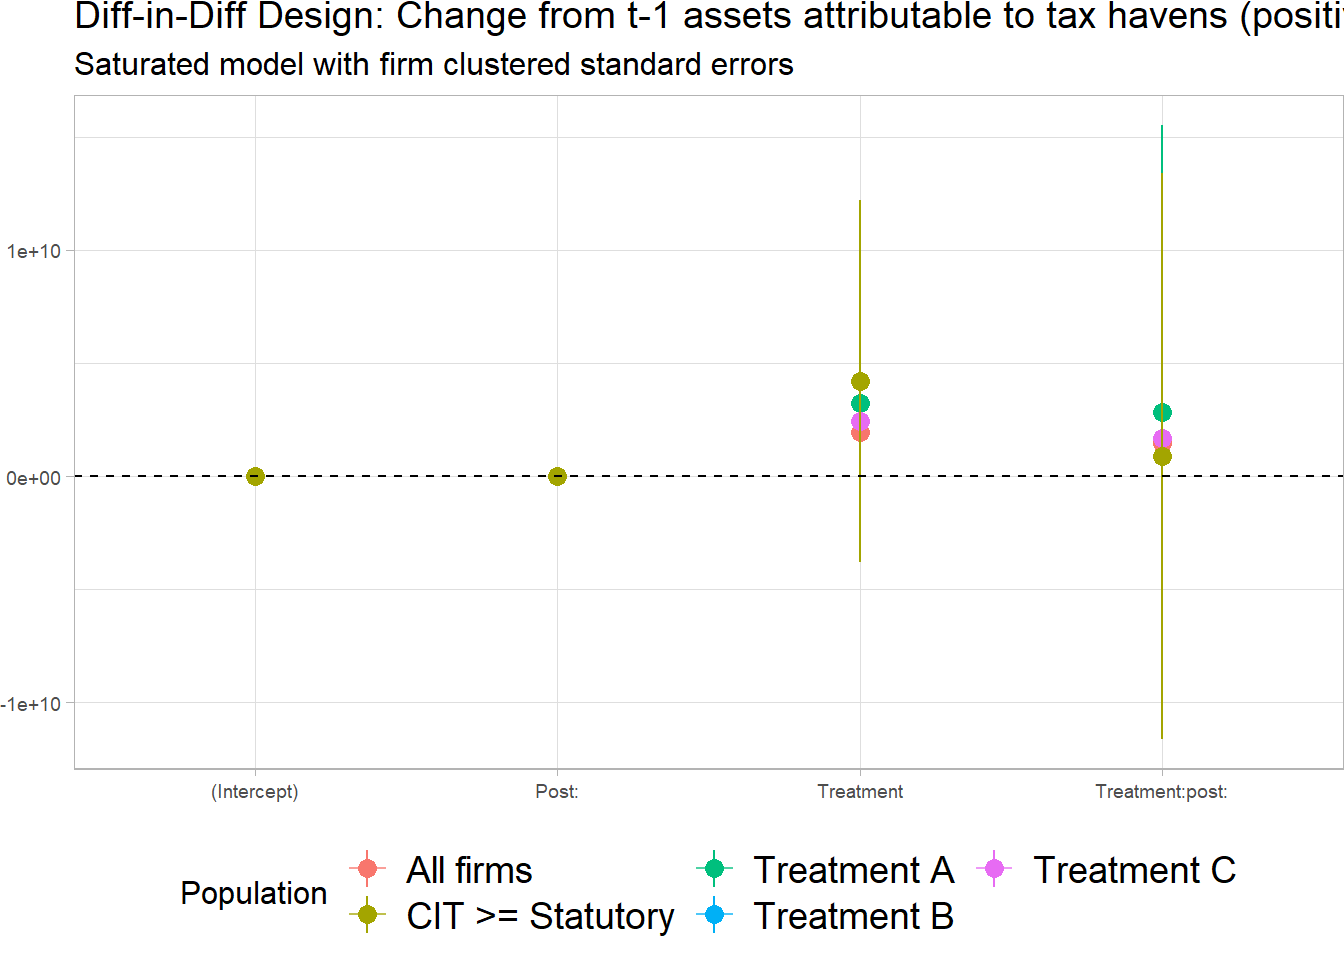 Diff-in-Diff Design: Change from t-1 assets attributable to tax havens (positi
Saturated model with firm clustered standard errors
1e+10
0e+00
-1e+10
(Intercept) Post: Treatment Treatment:post:
Population
All firms Treatment A Treatment C
CIT >= Statutory Treatment B